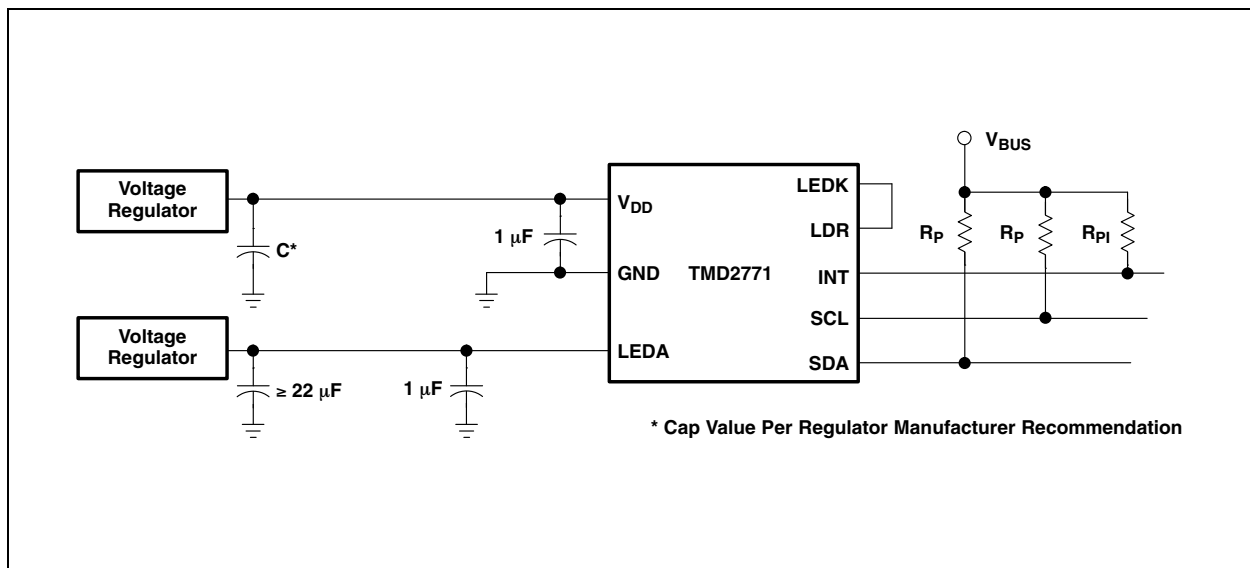 V_BUS
Voltage
Regulator
C*
1 μF
V_DD
GND
TMD2771
LEDK
LDR
INT
SCL
SDA
R_P
R_P
R_PI
Voltage
Regulator
≥ 22 μF
1 μF
LEDA
* Cap Value Per Regulator Manufacturer Recommendation